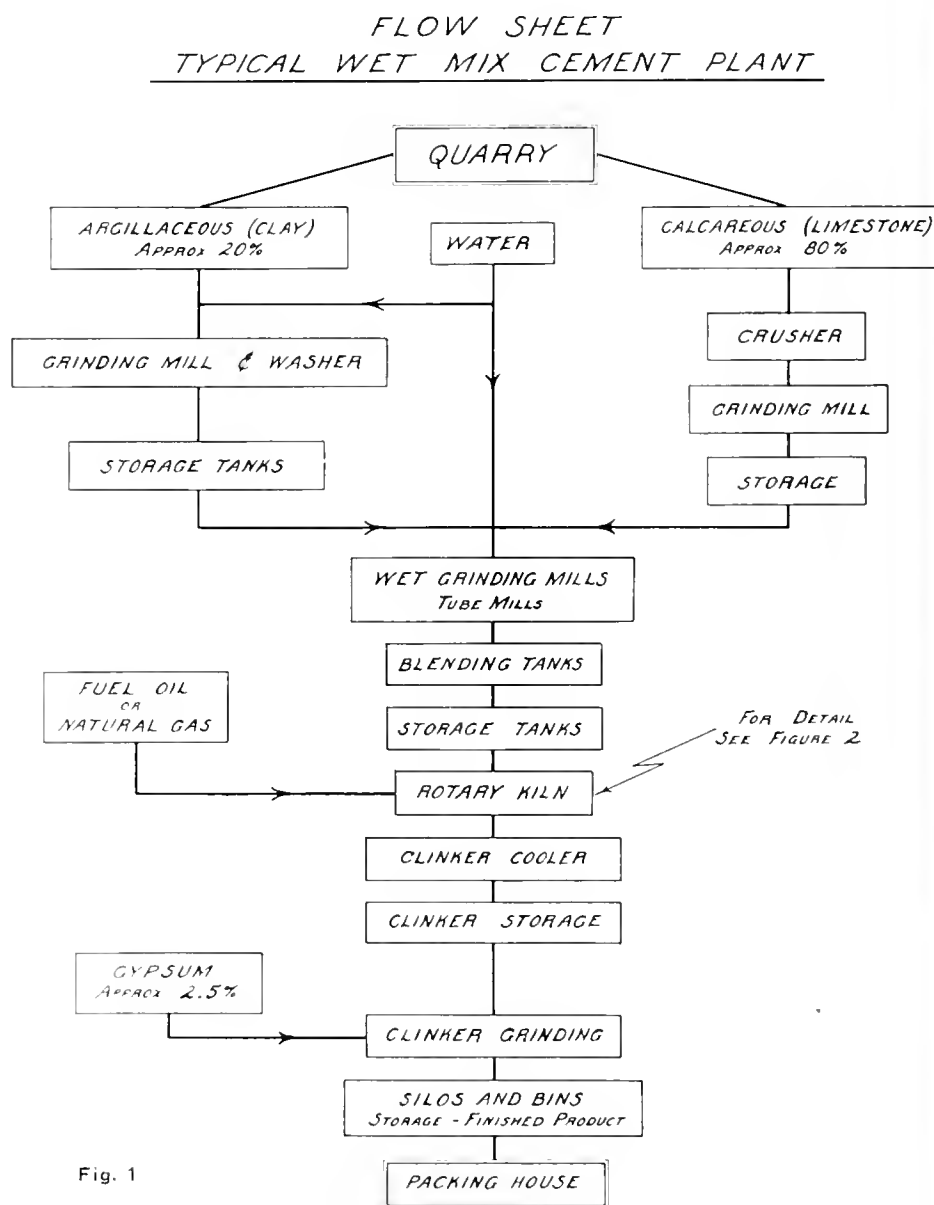 FLOW SHEET
TYPICAL WET MIX CEMENT PLANT
QUARRY
ARGILLACEOUS (CLAY)
APPROX 20%
WATER
CALCAREOUS (LIMESTONE)
APPROX 80%
CRUSHER
GRINDING MILL & WASHER
GRINDING MILL
STORAGE TANKS
STORAGE
WET GRINDING MILLS
TUBE MILLS
BLENDING TANKS
FUEL OIL
OR
NATURAL GAS
STORAGE TANKS
FOR DETAIL
SEE FIGURE 2
ROTARY KILN
CLINKER COOLER
CLINKER STORAGE
GYPSUM
APPROX 2.5%
CLINKER GRINDING
SILOS AND BINS
STORAGE - FINISHED PRODUCT
PACKING HOUSE
Fig. 1